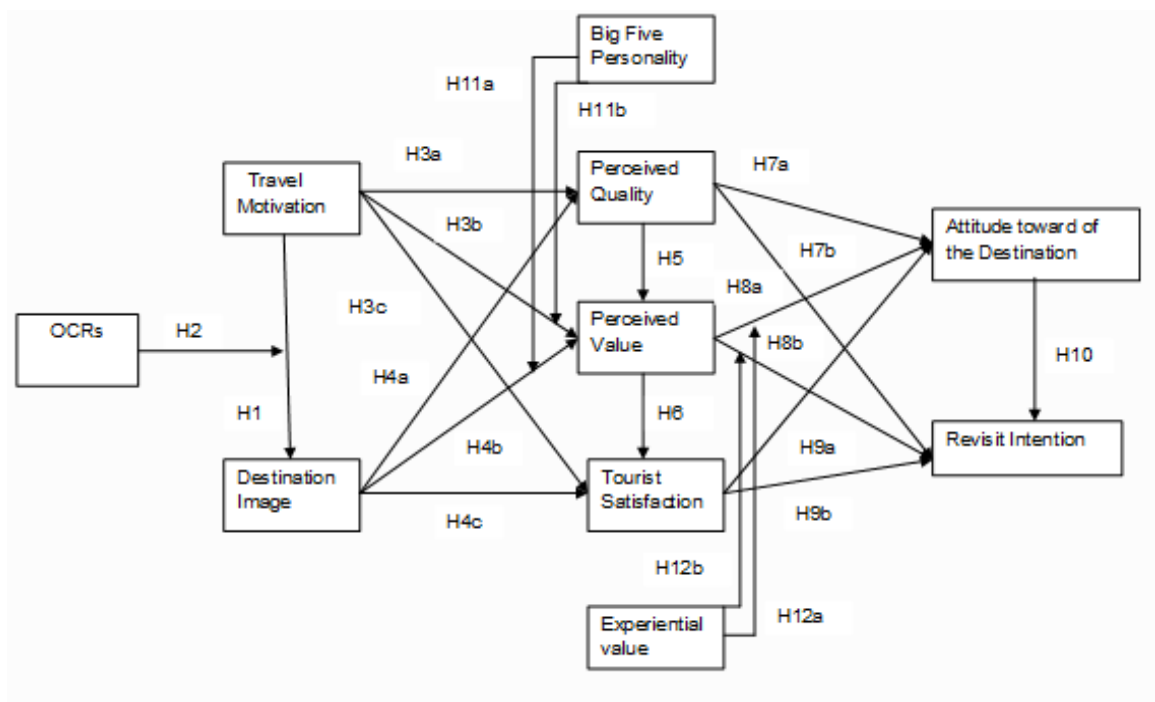 Big Five
Personality
H11a
H11b
H3a
H7a
Travel
Motivation
Perceived
Quality
H3b
Attitude toward of
the Destination
H7b
H5
H8a
H3c
OCRs
H2
Perceived
Value
H8b
H10
H4a
H1
H6
H4b
H9a
Revisit Intention
Destination
Image
Tourist
Satisfaction
H4c
H9b
H12b
H12a
Experiential
value